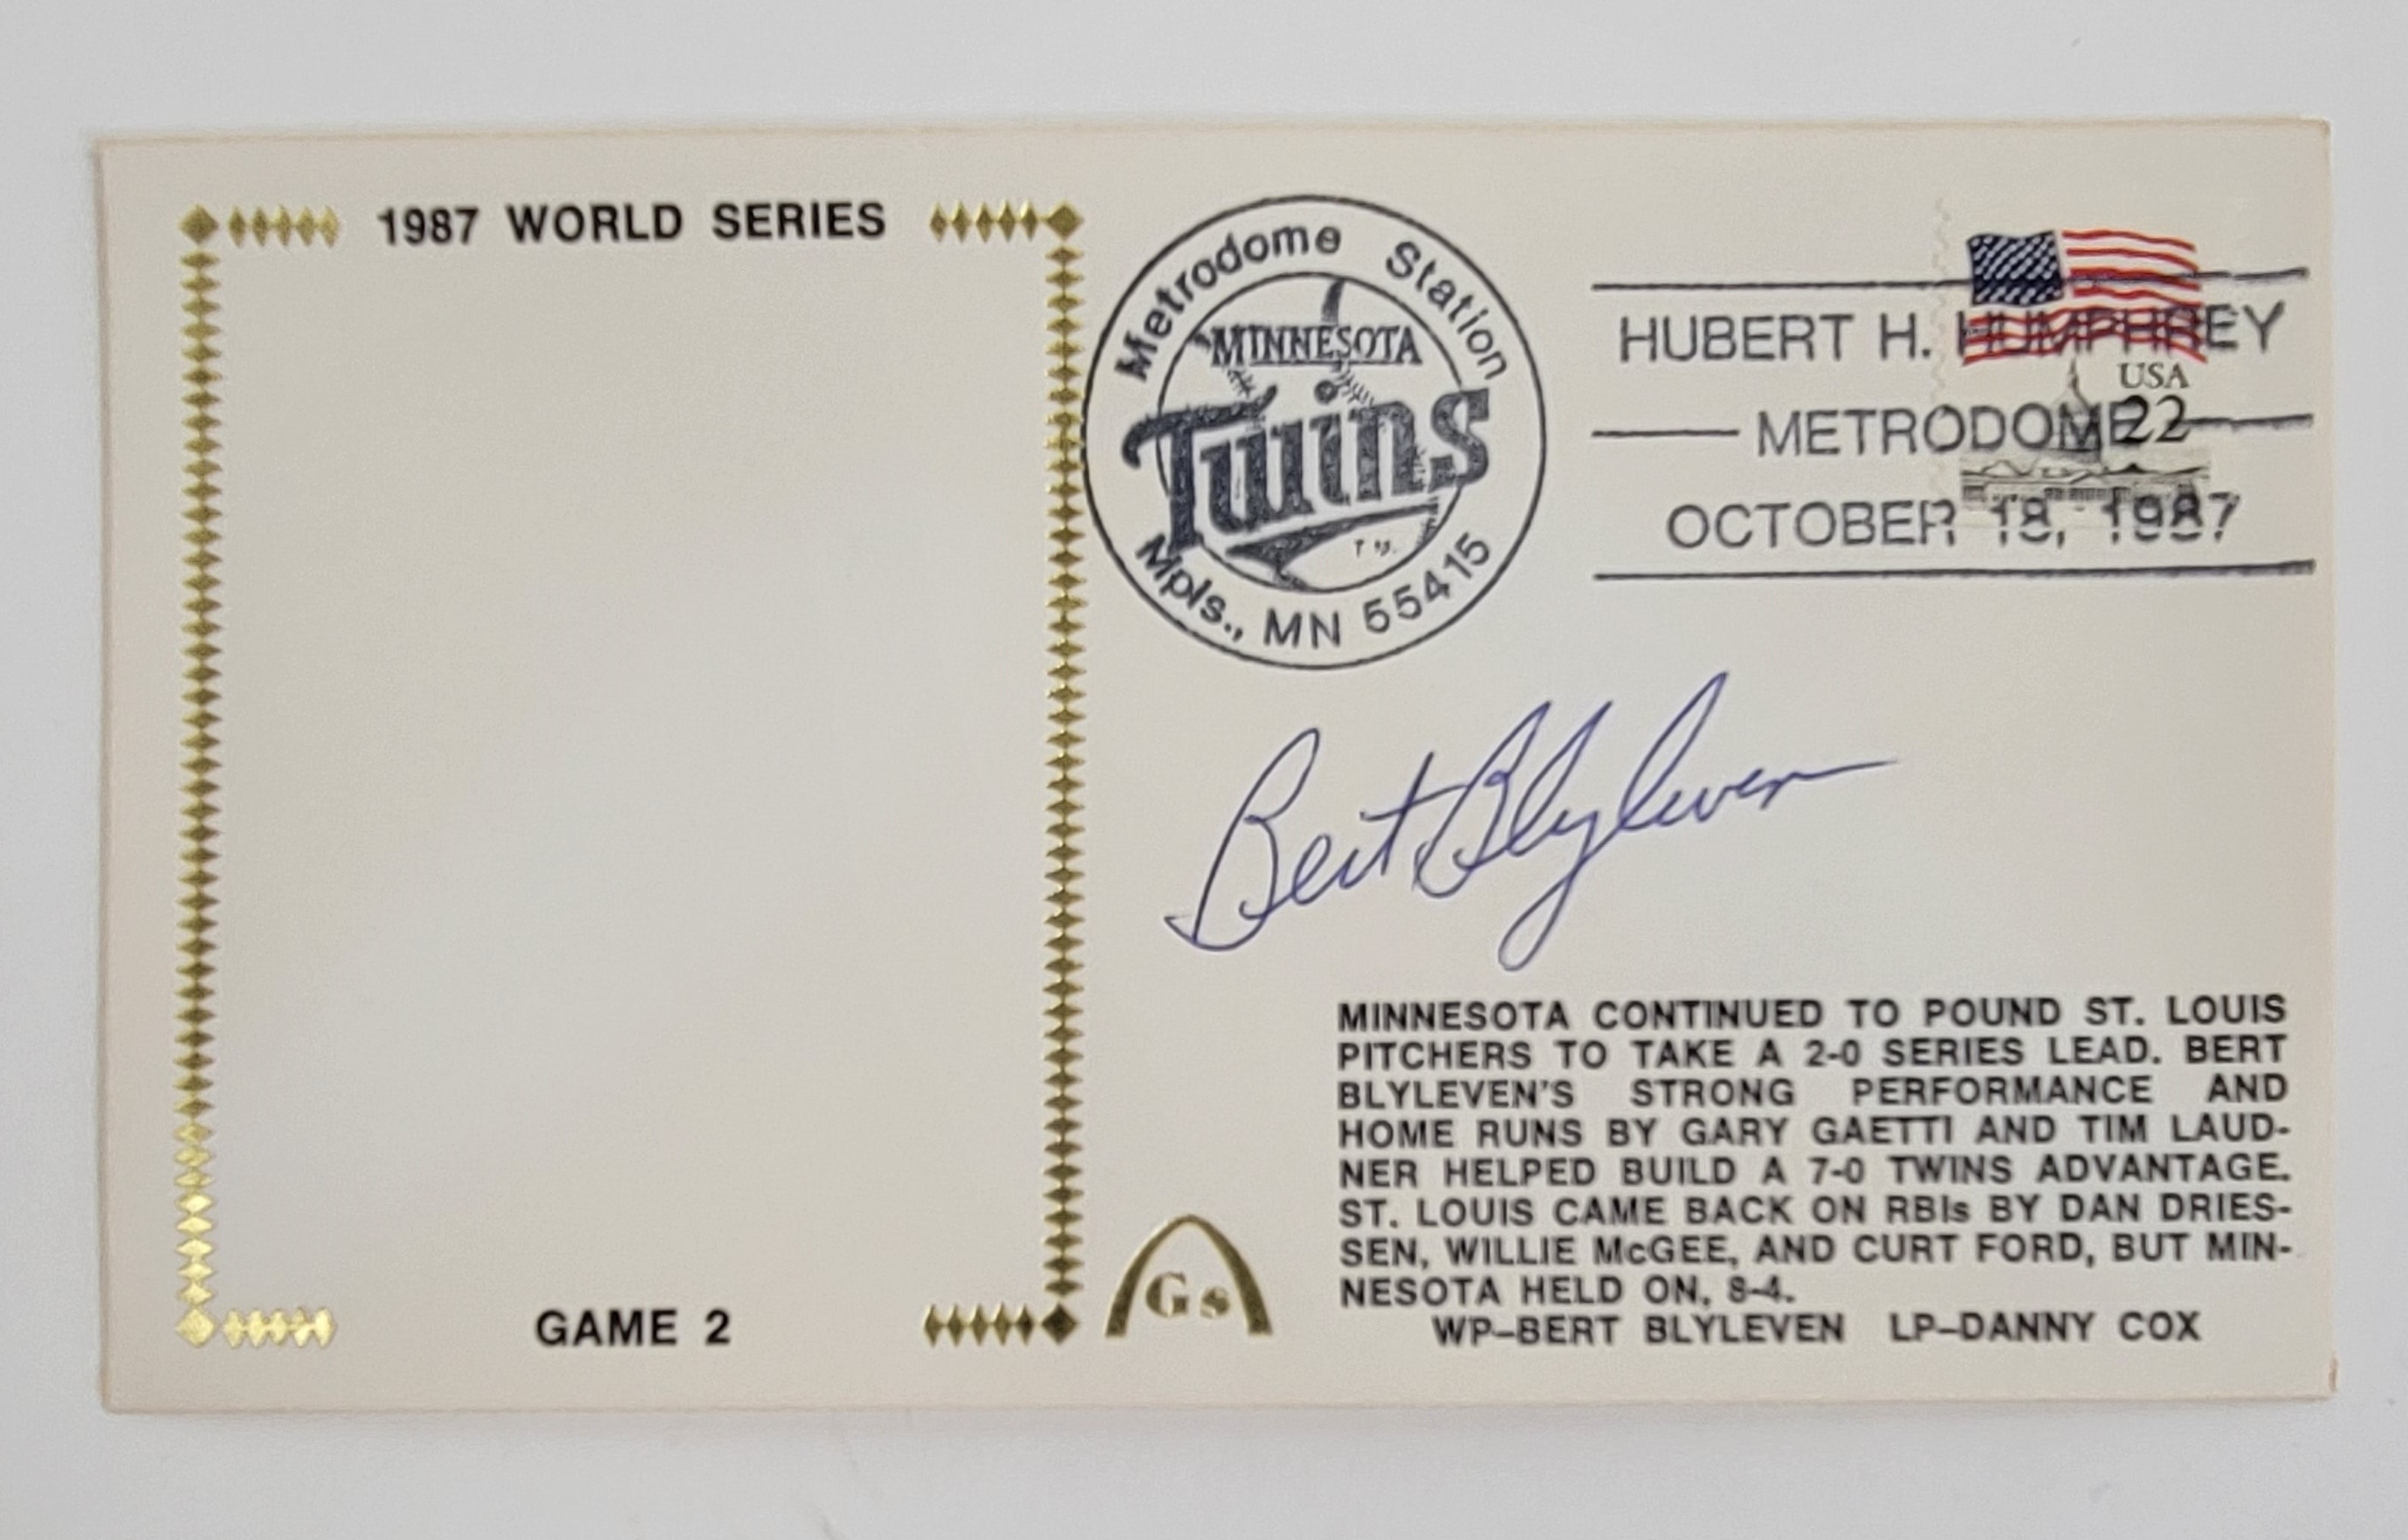 1987 WORLD SERIES
GAME 2
Metrodome Station
MINNESOTA
Twins
Mpls., MN 55415
HUBERT H. HUMPHREY
METRODOME
OCTOBER 18, 1987
USA
22
Bert Blyleven
Gs
MINNESOTA CONTINUED TO POUND ST. LOUIS
PITCHERS TO TAKE A 2-0 SERIES LEAD. BERT
BLYLEVEN'S STRONG PERFORMANCE AND
HOME RUNS BY GARY GAETTI AND TIM LAUD-
NER HELPED BUILD A 7-0 TWINS ADVANTAGE.
ST. LOUIS CAME BACK ON RBIs BY DAN DRIES-
SEN, WILLIE McGEE, AND CURT FORD, BUT MIN-
NESOTA HELD ON, 8-4.
WP-BERT BLYLEVEN LP-DANNY COX